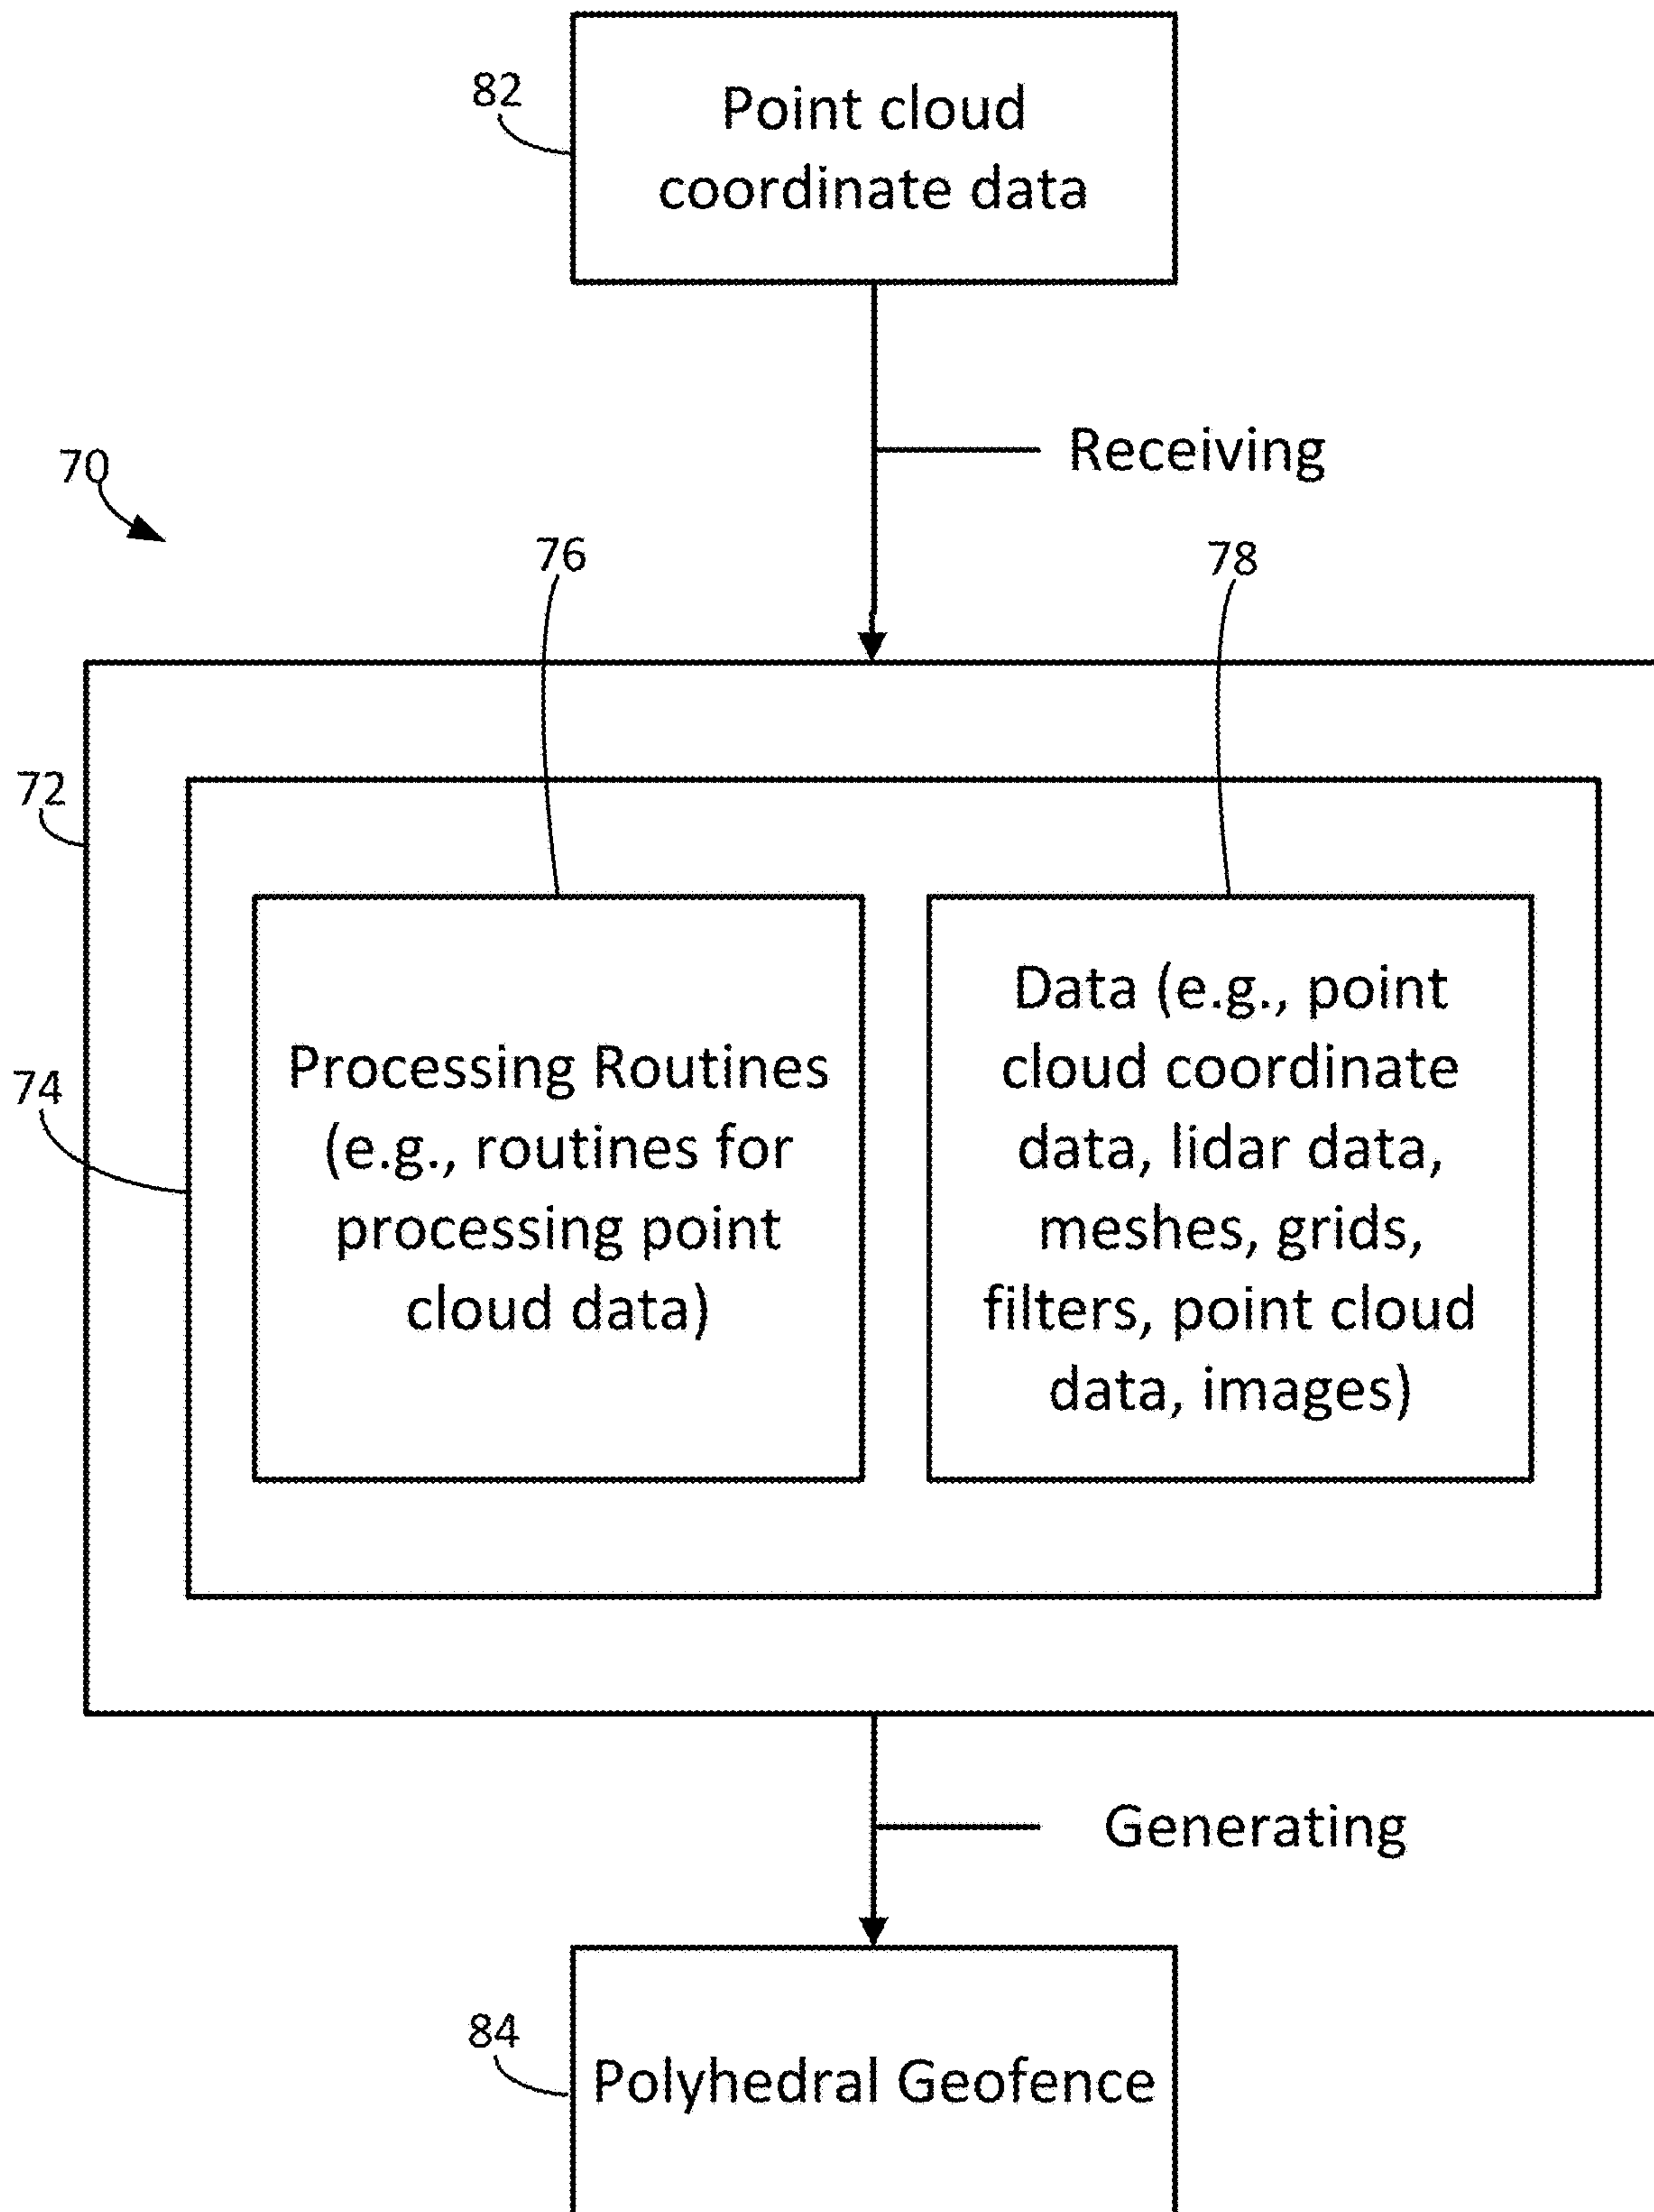 82
Point cloud
coordinate data
Receiving
70
76
78
72
74
Processing Routines
(e.g., routines for
processing point
cloud data)
Data (e.g., point
cloud coordinate
data, lidar data,
meshes, grids,
filters, point cloud
data, images)
Generating
84
Polyhedral Geofence